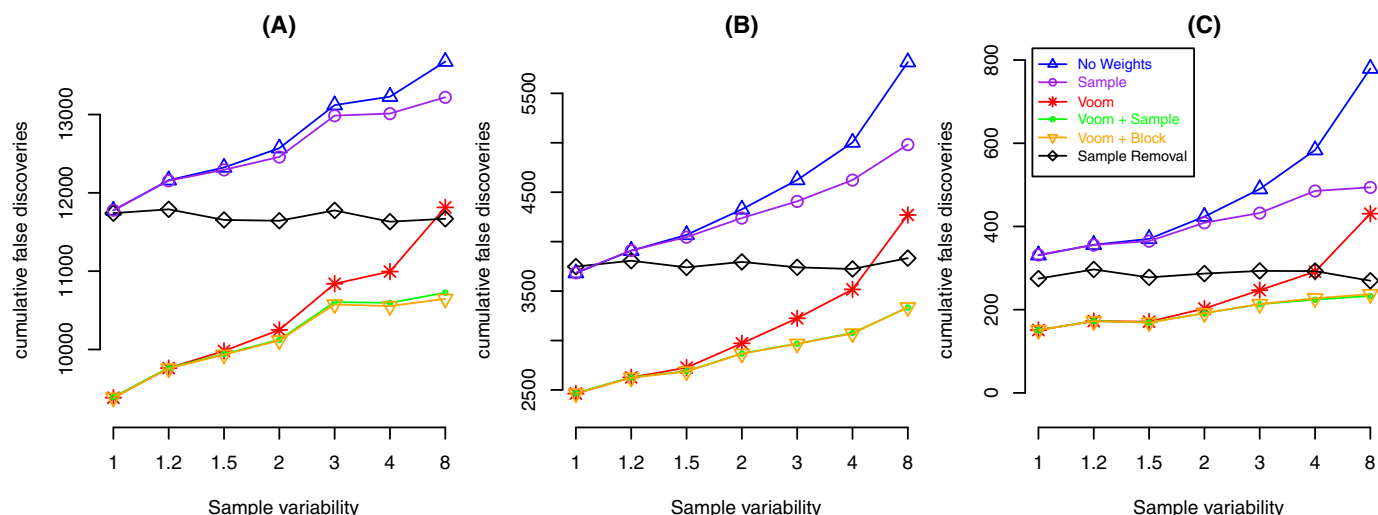 (A)
cumulative false discoveries
13000
12000
11000
10000
1 1.2 1.5 2 3 4 8
Sample variability
(B)
cumulative false discoveries
5500
4500
3500
2500
1 1.2 1.5 2 3 4 8
Sample variability
(C)
cumulative false discoveries
800
600
400
200
0
No Weights
Sample
Voom
Voom + Sample
Voom + Block
Sample Removal
1 1.2 1.5 2 3 4 8
Sample variability